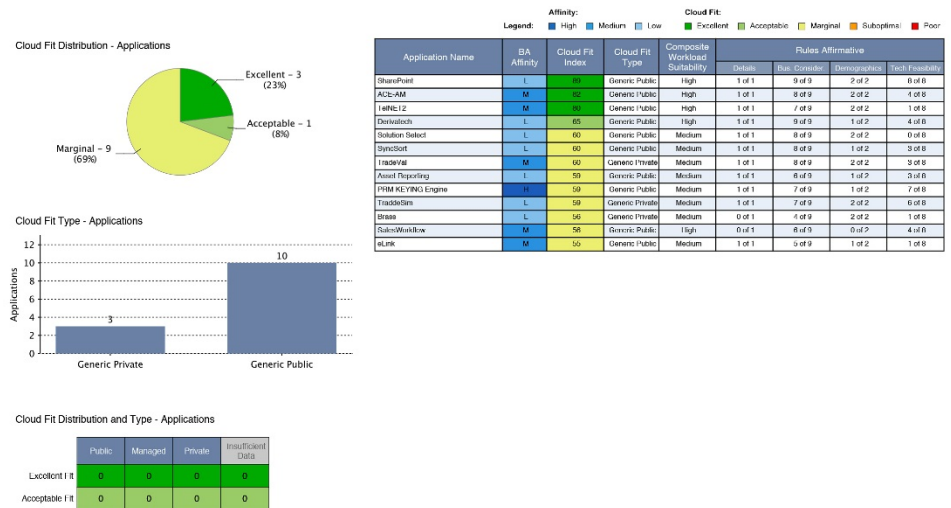 Affinity: Cloud Fit:
Legend: High Medium Low Excellent Acceptable Marginal Suboptimal Poor
Cloud Fit Distribution - Applications
Excellent – 3
(23%)
Acceptable – 1
(8%)
Marginal – 9
(69%)
Application Name BA Affinity Cloud Fit Index Cloud Fit Type Composite Workload Suitability Rules Affirmative
Details Bus. Consider. Demographics Tech Feasibility
SharePoint L Generic Public High 1 of 1 9 of 9 2 of 2 8 of 8
ACE-AM M 82 Generic Public High 1 of 1 8 of 9 2 of 2 4 of 8
TelNET2 M 80 Generic Public High 1 of 1 7 of 9 2 of 2 1 of 8
Derivatech L 65 Generic Public High 1 of 1 9 of 9 1 of 2 4 of 8
Solution Select L 60 Generic Public Medium 1 of 1 8 of 9 2 of 2 0 of 8
SyncSort L 60 Generic Public Medium 1 of 1 8 of 9 1 of 2 3 of 8
TradeVal M 60 Generic Private Medium 1 of 1 8 of 9 2 of 2 3 of 8
Asset Reporting L 59 Generic Public Medium 1 of 1 6 of 9 1 of 2 3 of 8
PRM KEYING Engine H 59 Generic Public Medium 1 of 1 7 of 9 1 of 2 7 of 8
TraddeSim L 59 Generic Private Medium 1 of 1 7 of 9 2 of 2 6 of 8
Brass L 56 Generic Private Medium 0 of 1 4 of 9 2 of 2 1 of 8
SalesWorkflow M 56 Generic Public High 0 of 1 6 of 9 1 of 2 4 of 8
eLink M 55 Generic Public Medium 1 of 1 5 of 9 1 of 2 1 of 8
Cloud Fit Type - Applications
Applications
12
10
8
6
4
2
0
3
10
Generic Private Generic Public
Cloud Fit Distribution and Type - Applications
Public Managed Private Insufficient Data
Excellent Fit 0 0 0 0
Acceptable Fit 0 0 0 0